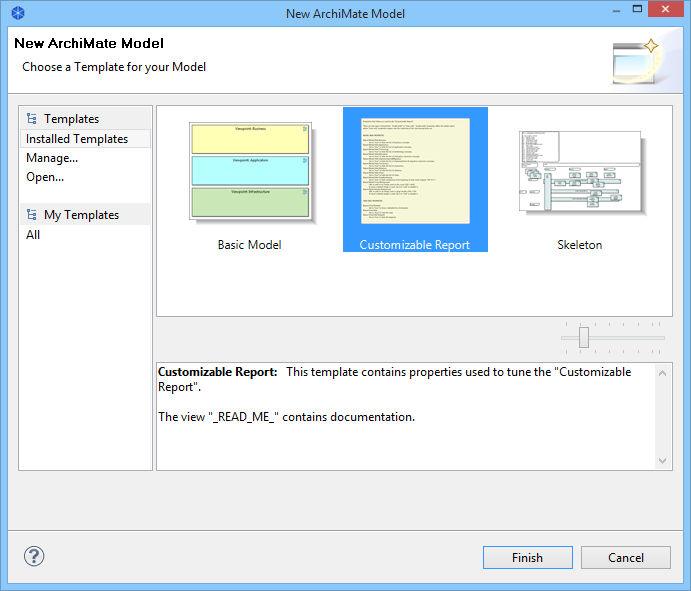 New ArchiMate Model
New ArchiMate Model
Choose a Template for your Model
Templates
Installed Templates
Manage...
Open...
My Templates
All
Viewpoint: Business
Viewpoint: Application
Viewpoint: Infrastructure
Basic Model
Customizable Report
Skeleton
Customizable Report: This template contains properties used to tune the "Customizable
Report".
The view "_READ_ME_" contains documentation.
?
Finish
Cancel